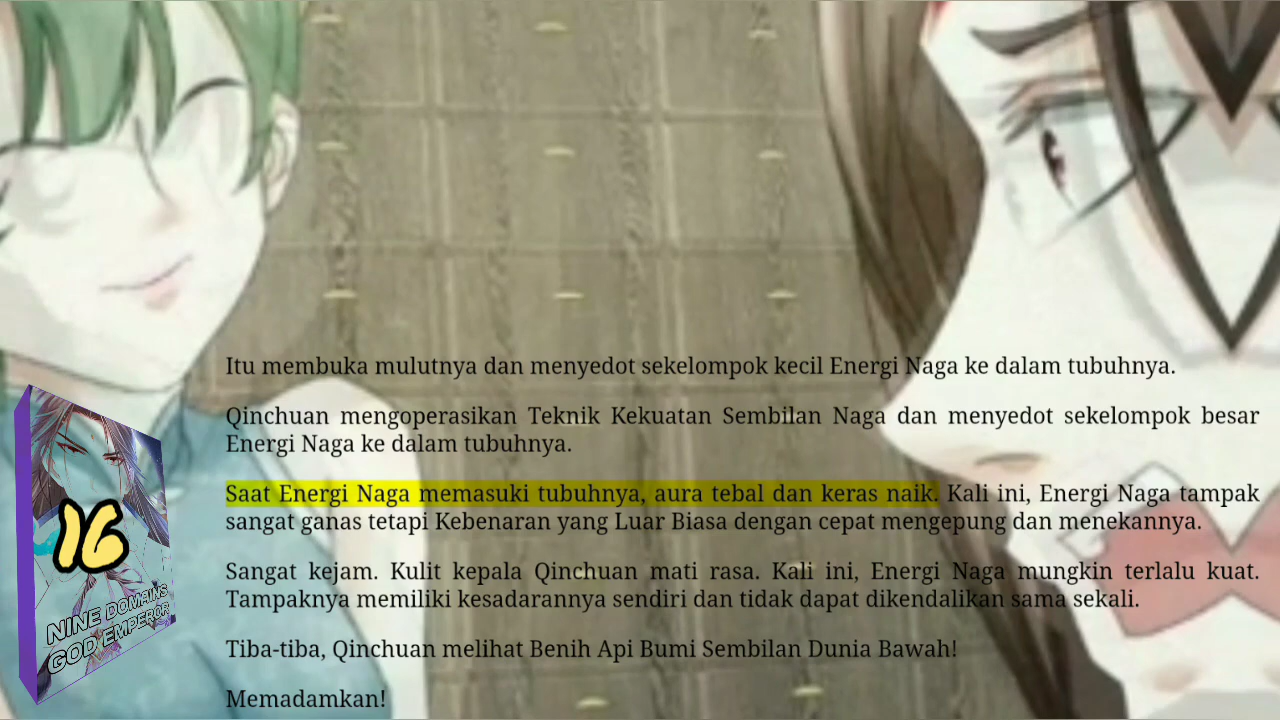 Itu membuka mulutnya dan menyedot sekelompok kecil Energi Naga ke dalam tubuhnya.
Qinchuan mengoperasikan Teknik Kekuatan Sembilan Naga dan menyedot sekelompok besar
Energi Naga ke dalam tubuhnya.
Saat Energi Naga memasuki tubuhnya, aura tebal dan keras naik. Kali ini, Energi Naga tampak
sangat ganas tetapi Kebenaran yang Luar Biasa dengan cepat mengepung dan menekannya.
Sangat kejam. Kulit kepala Qinchuan mati rasa. Kali ini, Energi Naga mungkin terlalu kuat.
Tampaknya memiliki kesadarannya sendiri dan tidak dapat dikendalikan sama sekali.
Tiba-tiba, Qinchuan melihat Benih Api Bumi Sembilan Dunia Bawah!
Memadamkan!
16
NINE DOMAINS
GOD EMPEROR